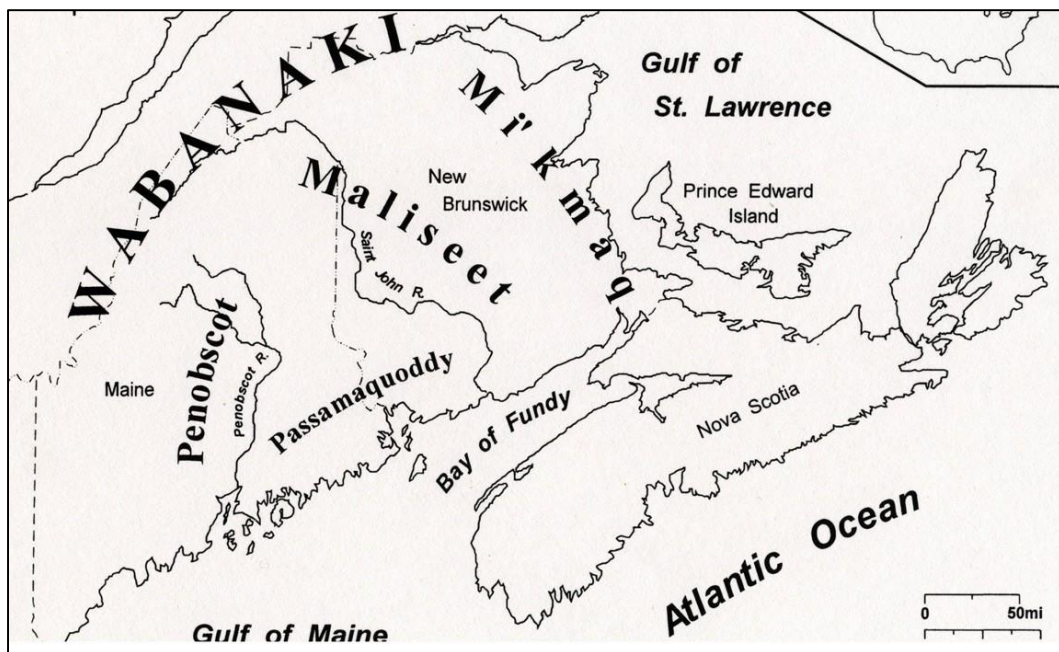 WABANAKI
Mi'kmaq
Gulf of
St. Lawrence
Maliseet
New
Brunswick
Prince Edward
Island
Saint John R.
Penobscot
Maine
Penobscot R.
Passamaquoddy
Bay of Fundy
Nova Scotia
Atlantic Ocean
Gulf of Maine
0 50mi